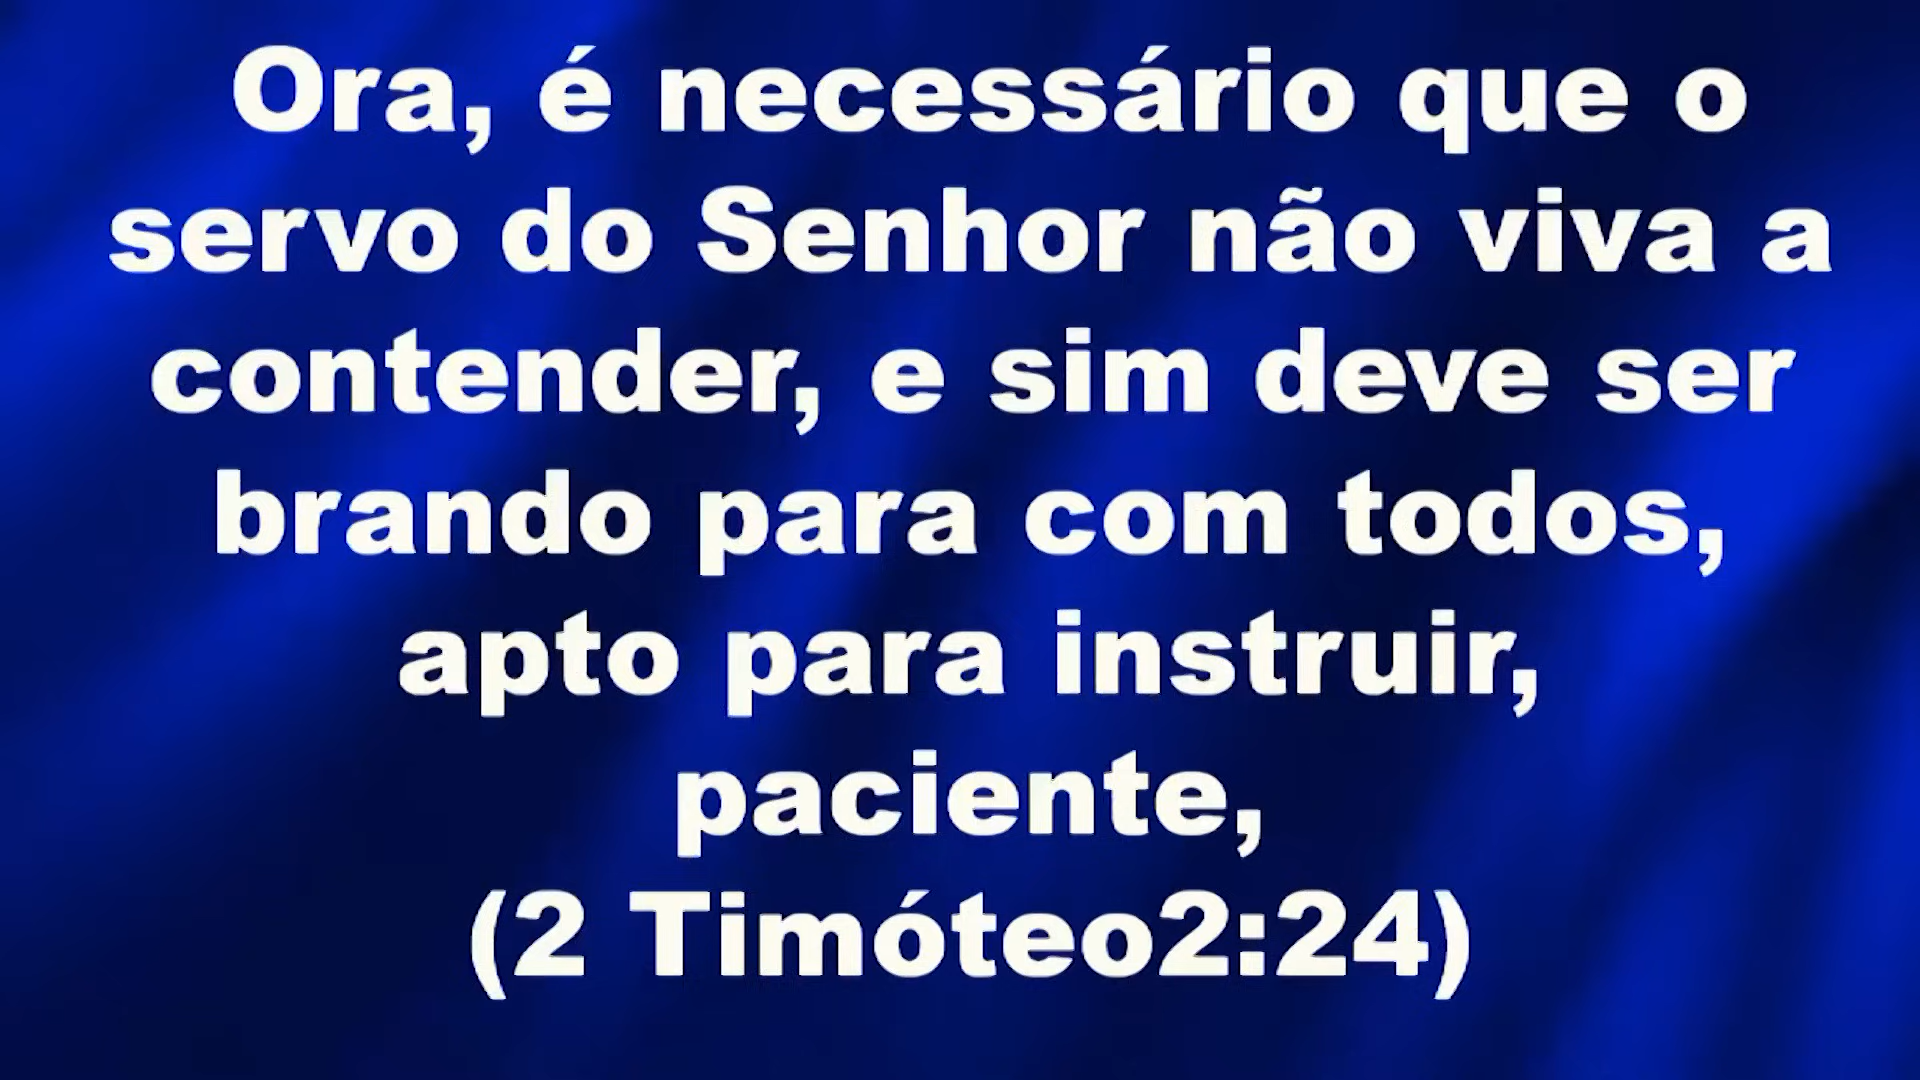 Ora, é necessário que o
servo do Senhor não viva a
contender, e sim deve ser
brando para com todos,
apto para instruir,
paciente,
(2 Timóteo2:24)